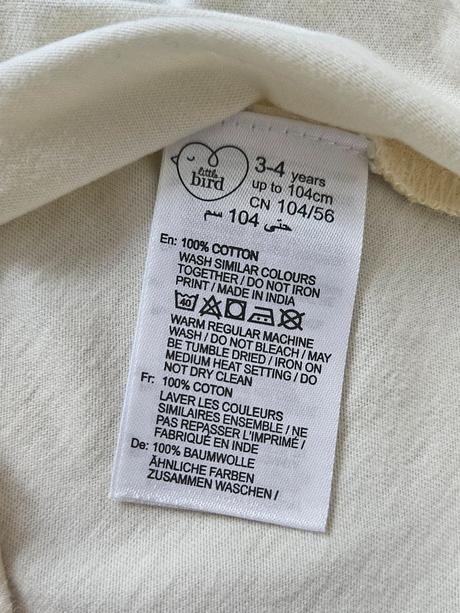 little
bird
3-4 years
up to 104cm
CN 104/56
حتى 104 سم
En: 100% COTTON
WASH SIMILAR COLOURS
TOGETHER / DO NOT IRON
PRINT / MADE IN INDIA
40
WARM REGULAR MACHINE
WASH / DO NOT BLEACH / MAY
BE TUMBLE DRIED / IRON ON
MEDIUM HEAT SETTING / DO
NOT DRY CLEAN
Fr: 100% COTON
LAVER LES COULEURS
SIMILAIRES ENSEMBLE / NE
PAS REPASSER L'IMPRIMÉ /
FABRIQUÉ EN INDE
De: 100% BAUMWOLLE
ÄHNLICHE FARBEN
ZUSAMMEN WASCHEN /